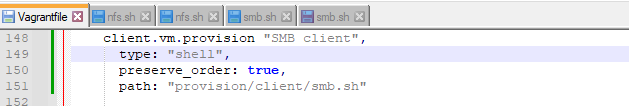 Vagrantfile nfs.sh nfs.sh smb.sh smb.sh
148 client.vm.provision "SMB client",
149 type: "shell",
150 preserve_order: true,
151 path: "provision/client/smb.sh"
152